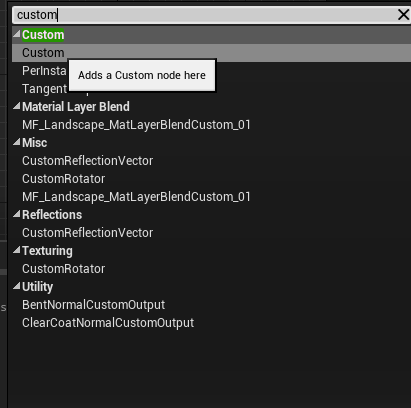 custom
Custom
Custom
PerInsta
Adds a Custom node here
Tangent
Material Layer Blend
MF_Landscape_MatLayerBlendCustom_01
Misc
CustomReflectionVector
CustomRotator
MF_Landscape_MatLayerBlendCustom_01
Reflections
CustomReflectionVector
Texturing
CustomRotator
Utility
BentNormalCustomOutput
ClearCoatNormalCustomOutput